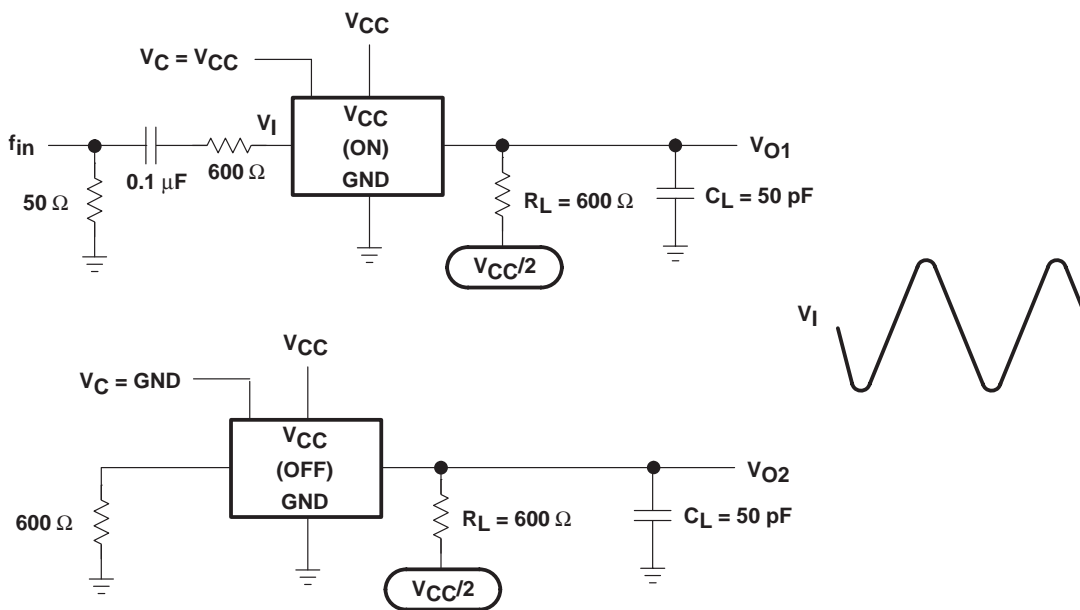 VCC
VC = VCC
VCC
(ON)
GND
fin
VI
0.1 μF
600 Ω
50 Ω
RL = 600 Ω
CL = 50 pF
VO1
VCC/2
VI
VCC
VC = GND
VCC
(OFF)
GND
600 Ω
RL = 600 Ω
CL = 50 pF
VO2
VCC/2